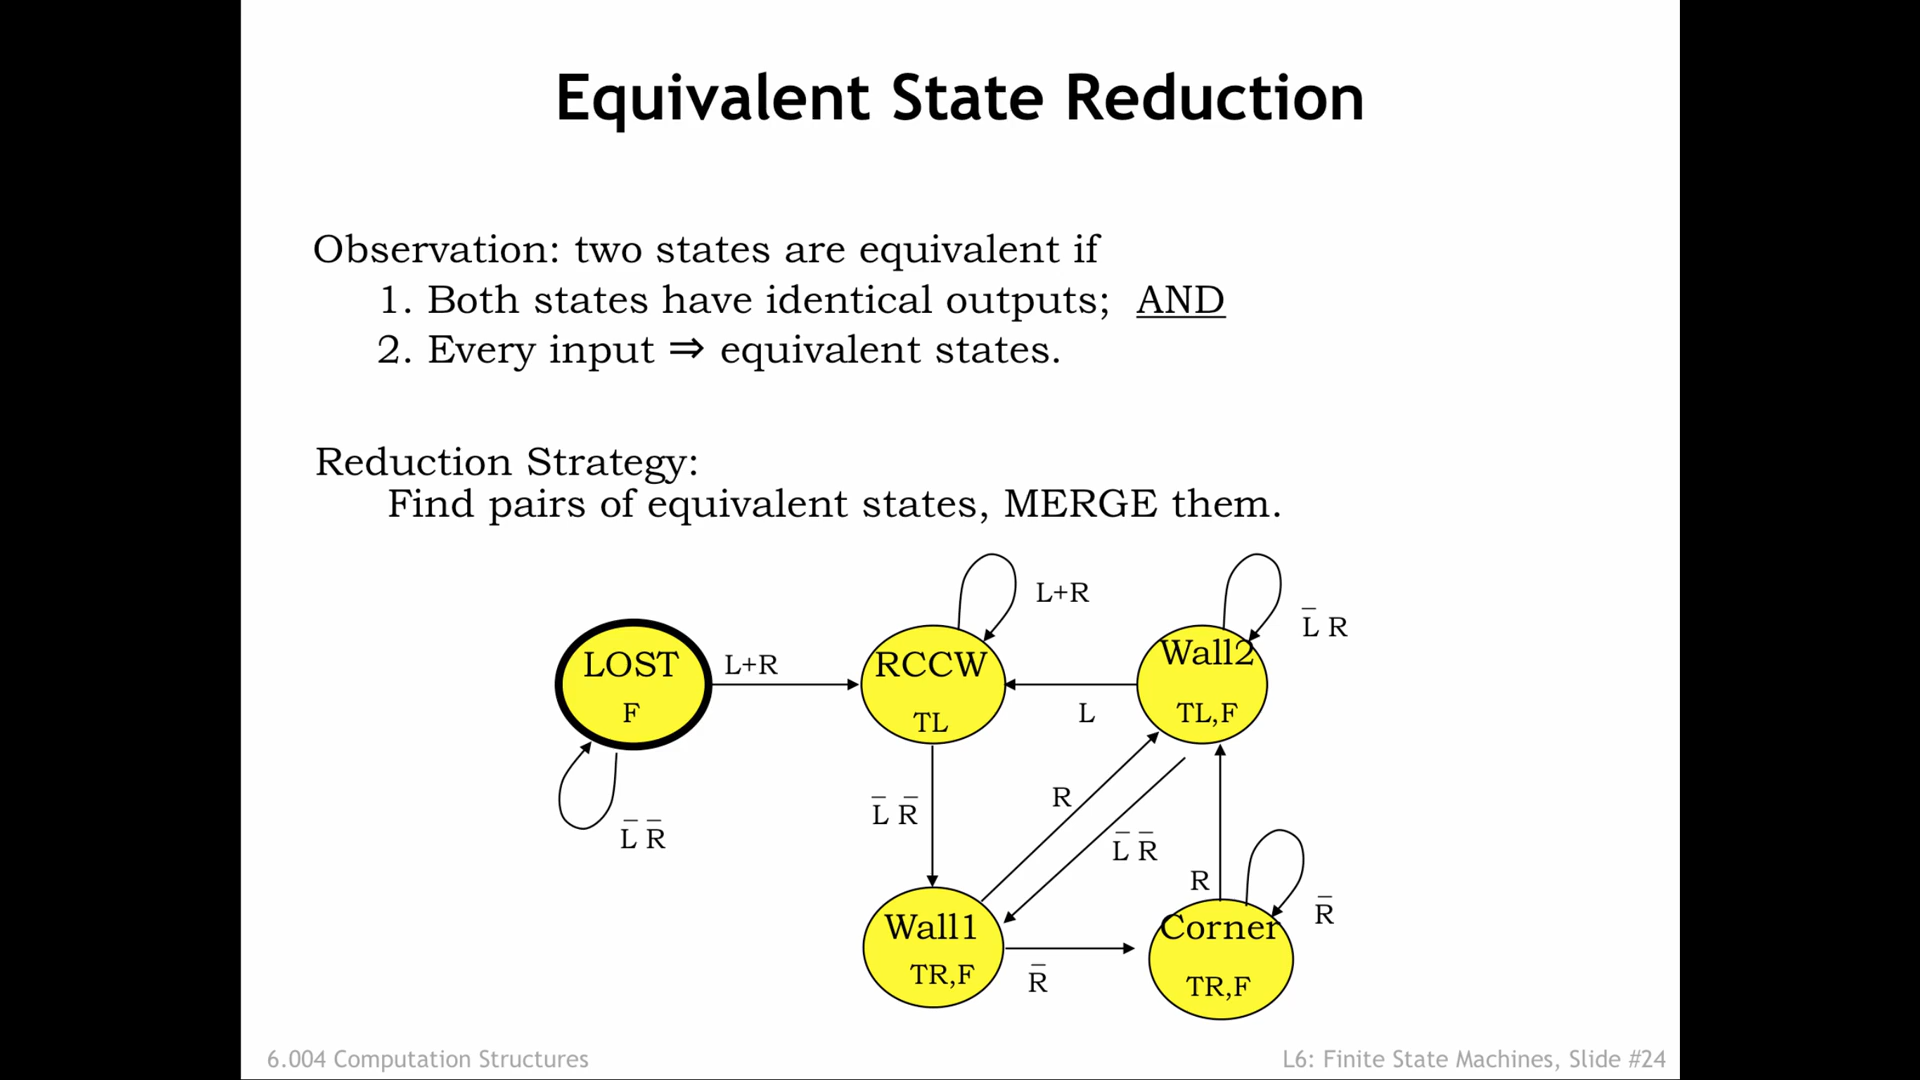 Equivalent State Reduction
Observation: two states are equivalent if
1. Both states have identical outputs; AND
2. Every input ⇒ equivalent states.
Reduction Strategy:
Find pairs of equivalent states, MERGE them.
L+R
L̅ R
LOST
F
L+R
RCCW
TL
L
Wall2
TL,F
L̅ R̅
L̅ R̅
R
L̅ R̅
R
R̅
Wall1
TR,F
R̅
Corner
TR,F
6.004 Computation Structures
L6: Finite State Machines, Slide #24